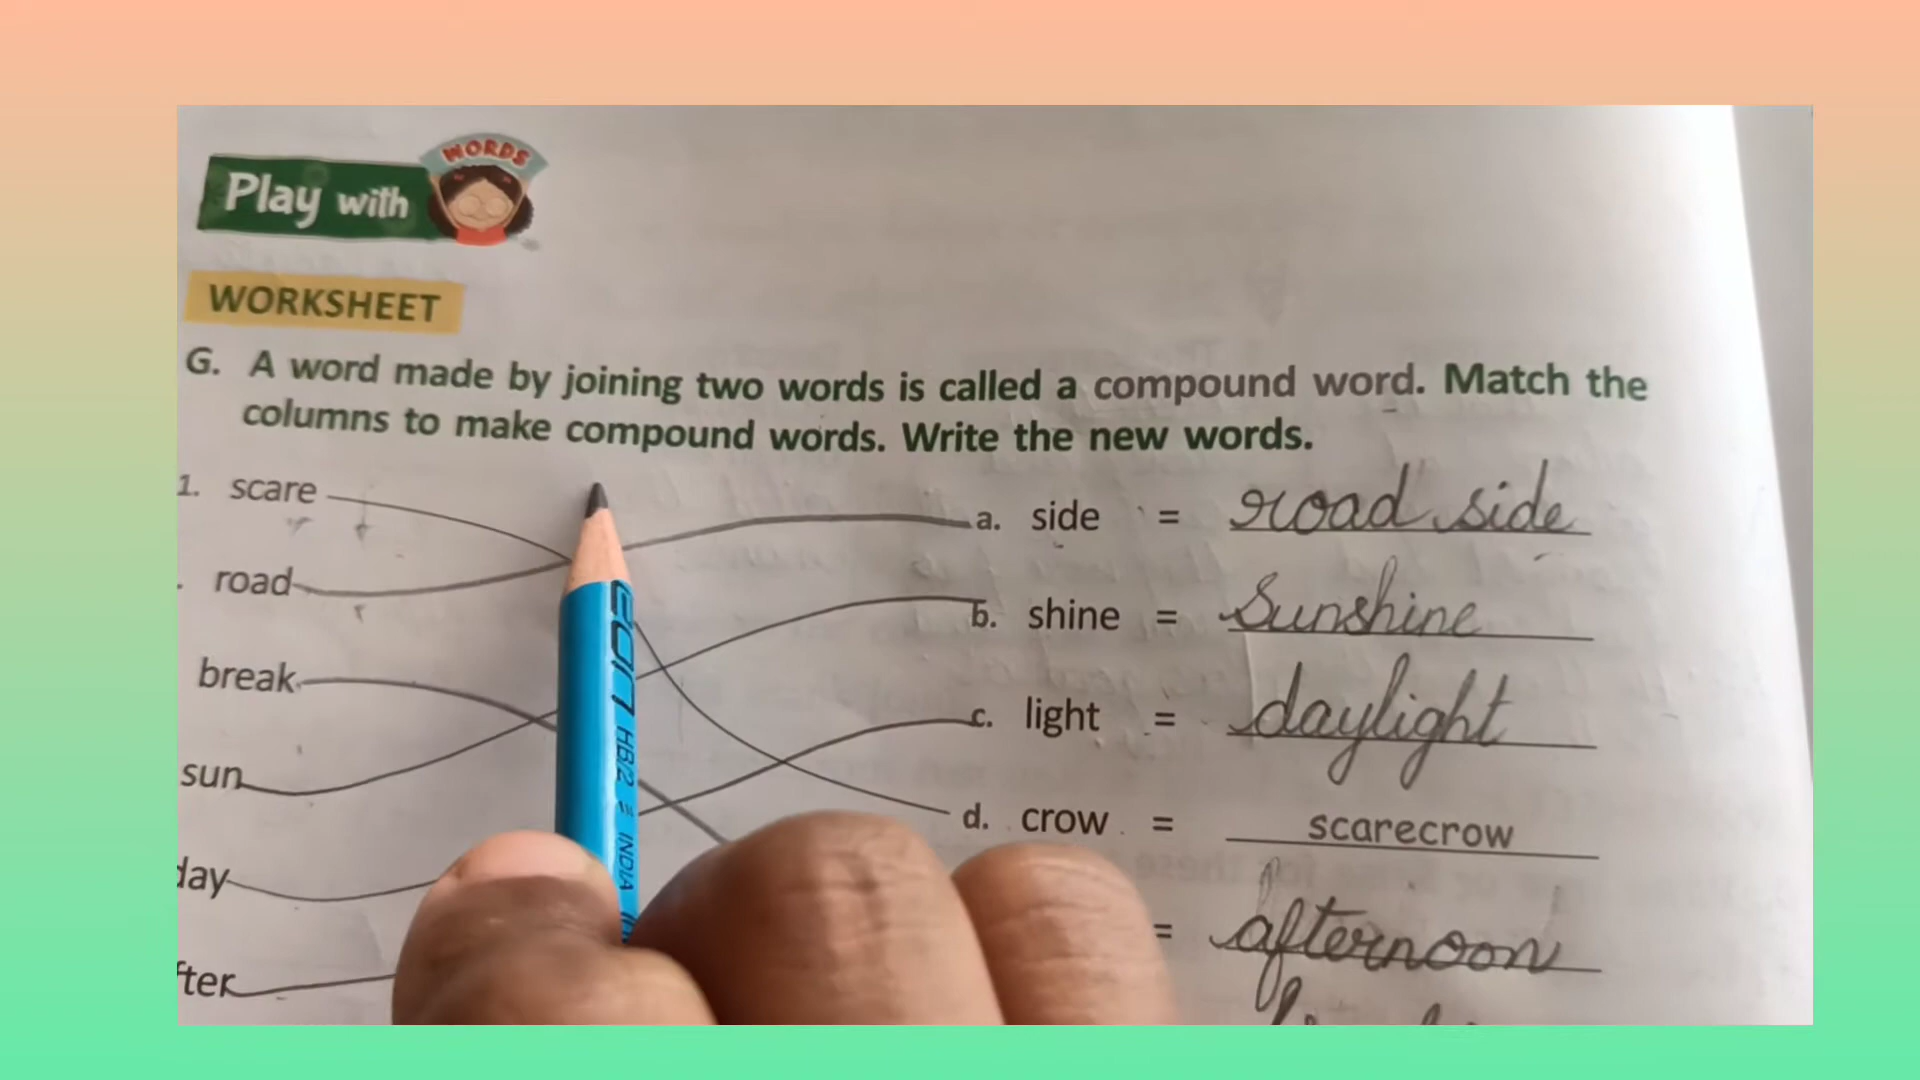 WORDS
Play with
WORKSHEET
G. A word made by joining two words is called a compound word. Match the
columns to make compound words. Write the new words.
1. scare a. side = road side
. road b. shine = Sunshine
break c. light = daylight
sun d. crow = scarecrow
day = afternoon
fter
EON HB/2 INDIA